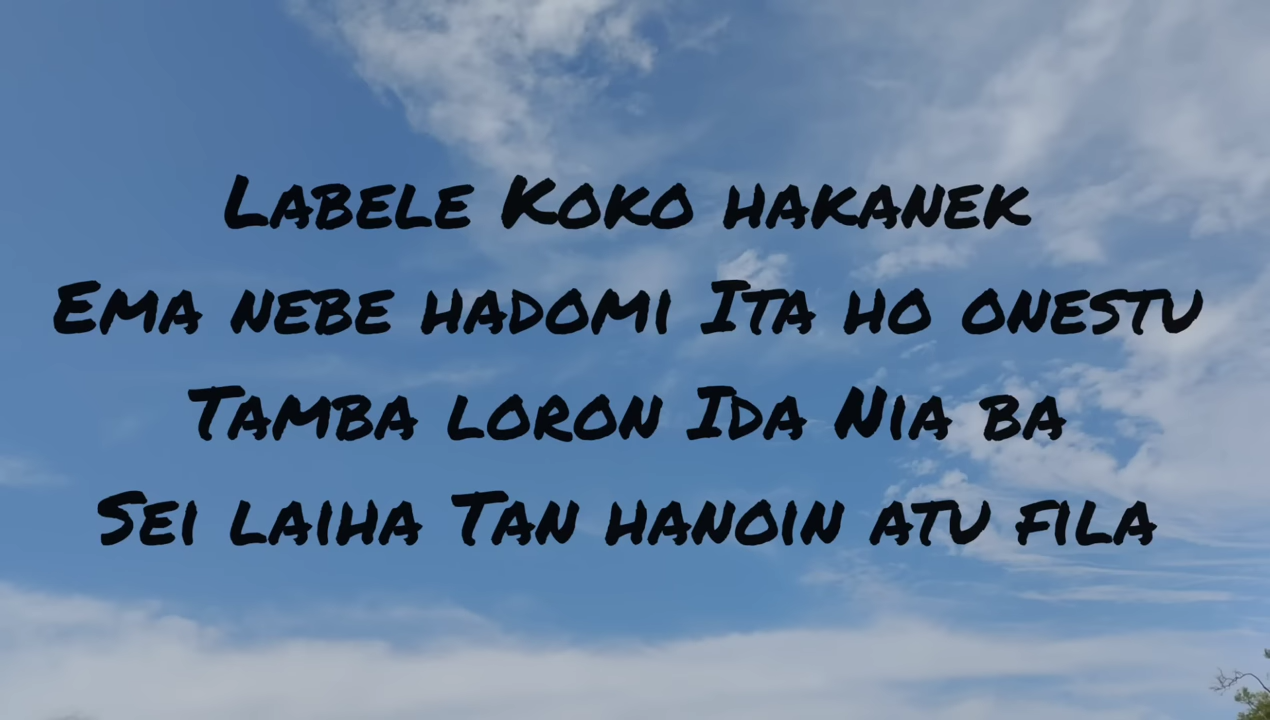 Labele Koko hakanek
Ema nebe hadomi Ita ho onestu
Tamba loron Ida Nia ba
Sei laiha Tan hanoin atu fila